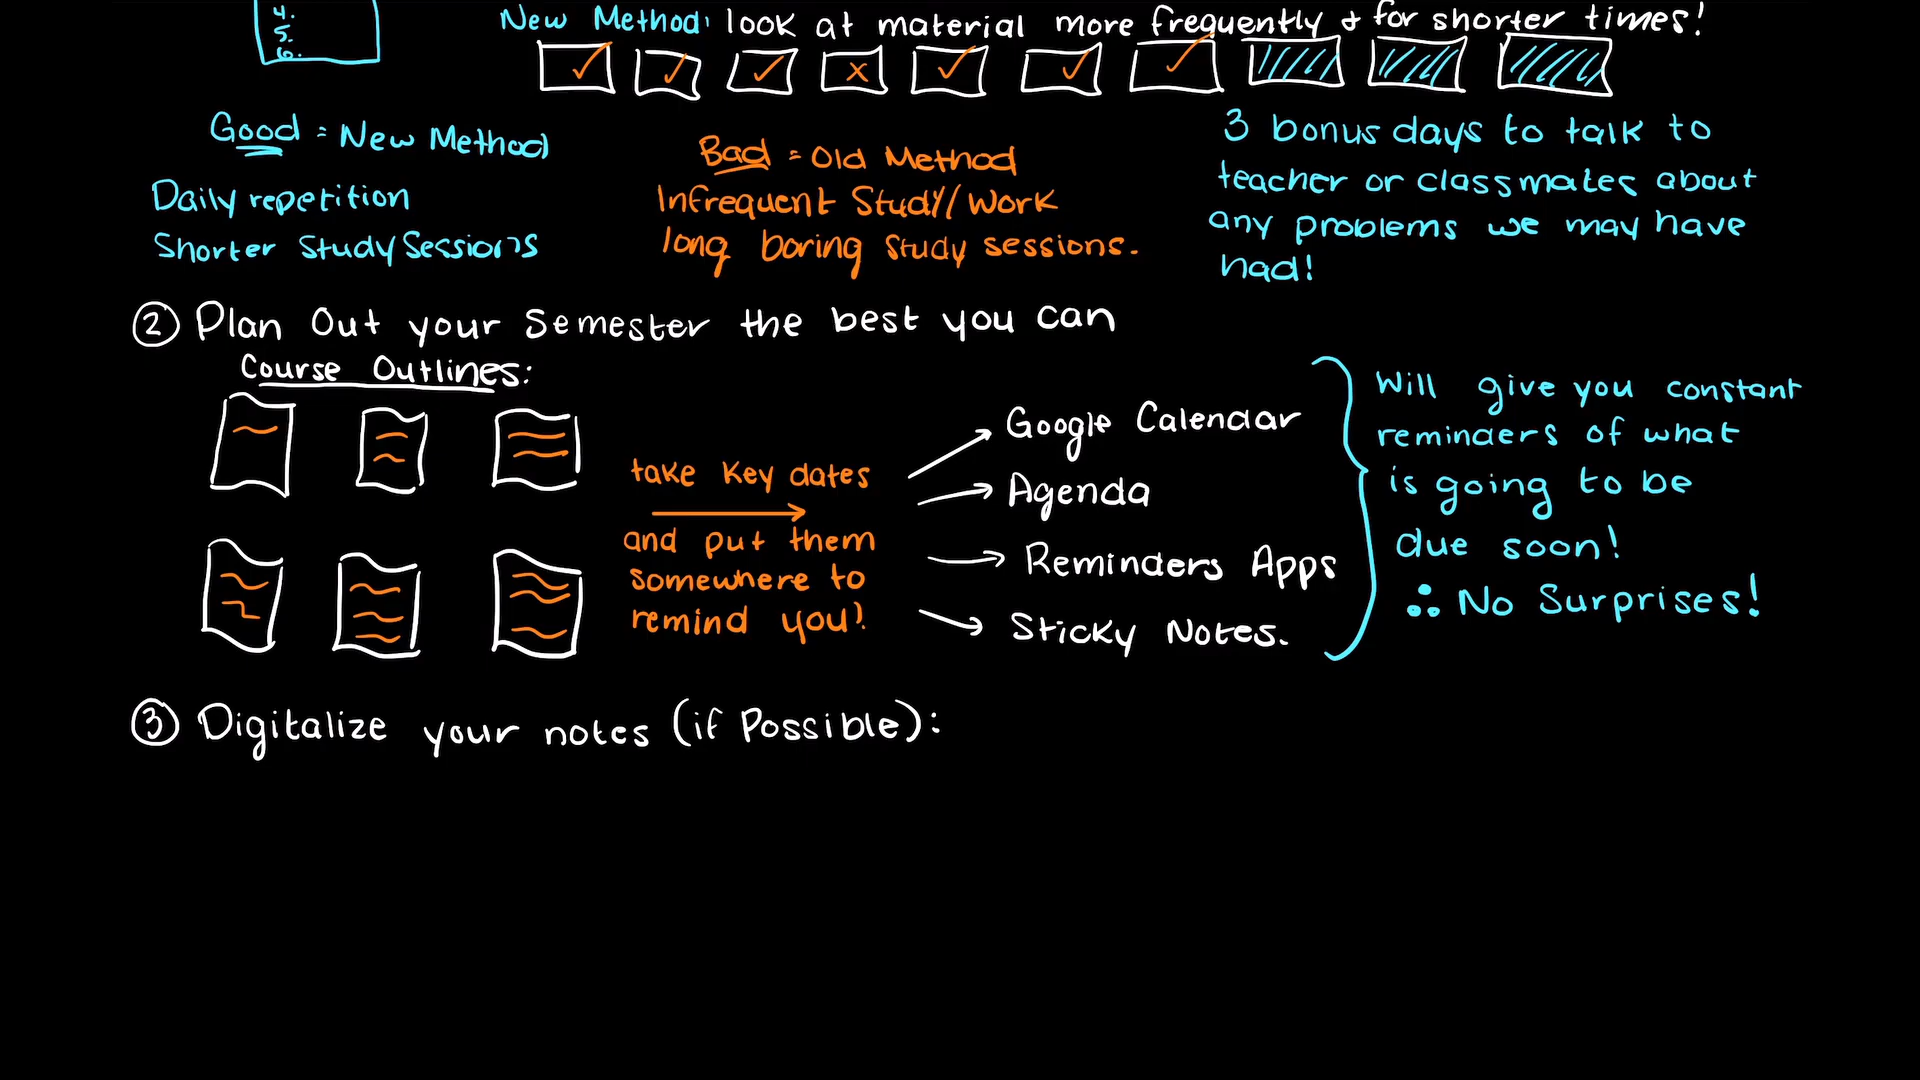 4.
5.
6.
New Method: look at material more frequently & for shorter times!
Good = New Method
Daily repetition
Shorter Study Sessions
Bad = Old Method
Infrequent Study/Work
long boring study sessions.
3 bonus days to talk to
teacher or classmates about
any problems we may have
had!
② Plan Out your Semester the best you can
Course Outlines:
take key dates
and put them
somewhere to
remind you!
Google Calendar
Agenda
Reminders Apps
Sticky Notes.
Will give you constant
reminders of what
is going to be
due soon!
∴ No Surprises!
③ Digitalize your notes (if Possible):